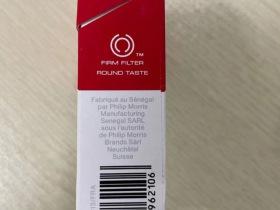 TM
FIRM FILTER
ROUND TASTE
Fabriqué au Sénégal
par Philip Morris
Manufacturing
Senegal SARL
sous l'autorité
de Philip Morris
Brands Sàrl
Neuchâtel
Suisse
962106